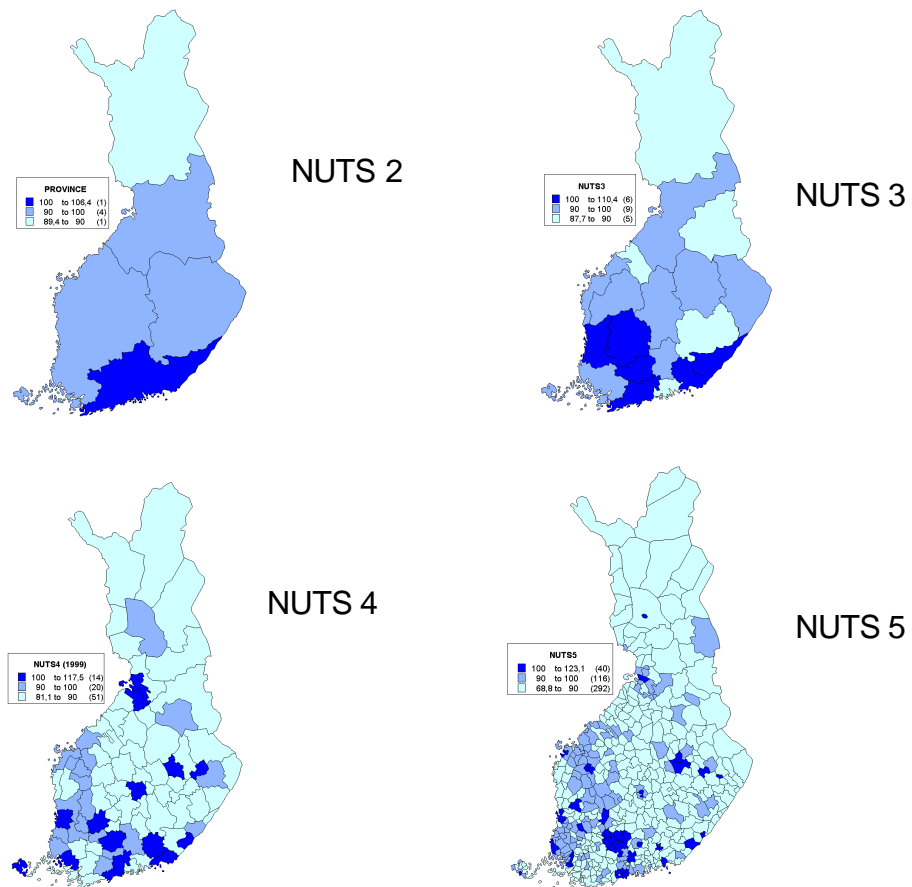 NUTS 2
PROVINCE
100 to 106,4 (1)
90 to 100 (4)
89,4 to 90 (1)
NUTS 3
NUTS3
100 to 110,4 (6)
90 to 100 (9)
87,7 to 90 (5)
NUTS 4
NUTS4 (1999)
100 to 117,5 (14)
90 to 100 (20)
81,1 to 90 (51)
NUTS 5
NUTS5
100 to 123,1 (40)
90 to 100 (116)
68,8 to 90 (292)